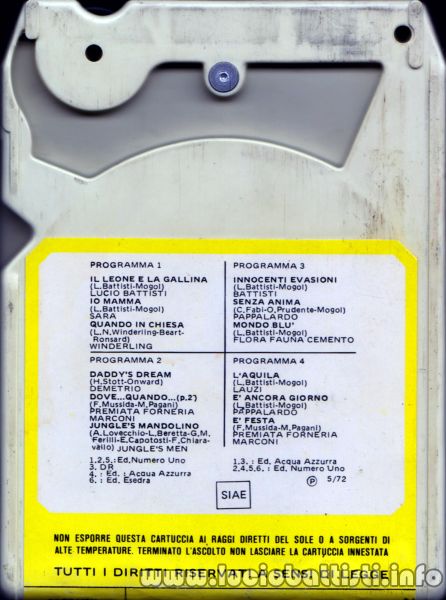 PROGRAMMA 1
IL LEONE E LA GALLINA
(L.Battisti-Mogol)
LUCIO BATTISTI
IO MAMMA
(L.Battisti-Mogol)
SARA
QUANDO IN CHIESA
(L.N,Winderling-Beart-
Ronsard)
WINDERLING
PROGRAMMA 3
INNOCENTI EVASIONI
(L.Battisti-Mogol)
BATTISTI
SENZA ANIMA
(C.Fabi-O,Prudente-Mogol)
PAPPALARDO
MONDO BLU'
(L.Battisti-Mogol)
FLORA FAUNA CEMENTO
PROGRAMMA 2
DADDY'S DREAM
(H.Stott-Onward)
DEMETRIO
DOVE...QUANDO...(p.2)
(F.Mussida-M,Pagani)
PREMIATA FORNERIA
MARCONI
JUNGLE'S MANDOLINO
(A.Lovecchio-L,Beretta-G,M,
Ferilli-E,Capotosti-F,Chiara-
vallo) JUNGLE'S MEN
PROGRAMMA 4
L'AQUILA
(L.Battisti-Mogol)
LAUZI
E' ANCORA GIORNO
(L.Battisti-Mogol)
PAPPALARDO
E' FESTA
(F.Mussida-M,Pagani)
PREMIATA FORNERIA
MARCONI
1.2.5. :Ed.Numero Uno
3. DR
4. : Ed. Acqua Azzurra
6. : Ed. Esedra
1.3. : Ed. Acqua Azzurra
2,4,5,6. : Ed. Numero Uno
Ⓟ 5/72
SIAE
NON ESPORRE QUESTA CARTUCCIA AI RAGGI DIRETTI DEL SOLE O A SORGENTI DI
ALTE TEMPERATURE. TERMINATO L'ASCOLTO NON LASCIARE LA CARTUCCIA INNESTATA
TUTTI I DIRITTI RISERVATI A SENSI DI LEGGE
www.luciobattisti.info